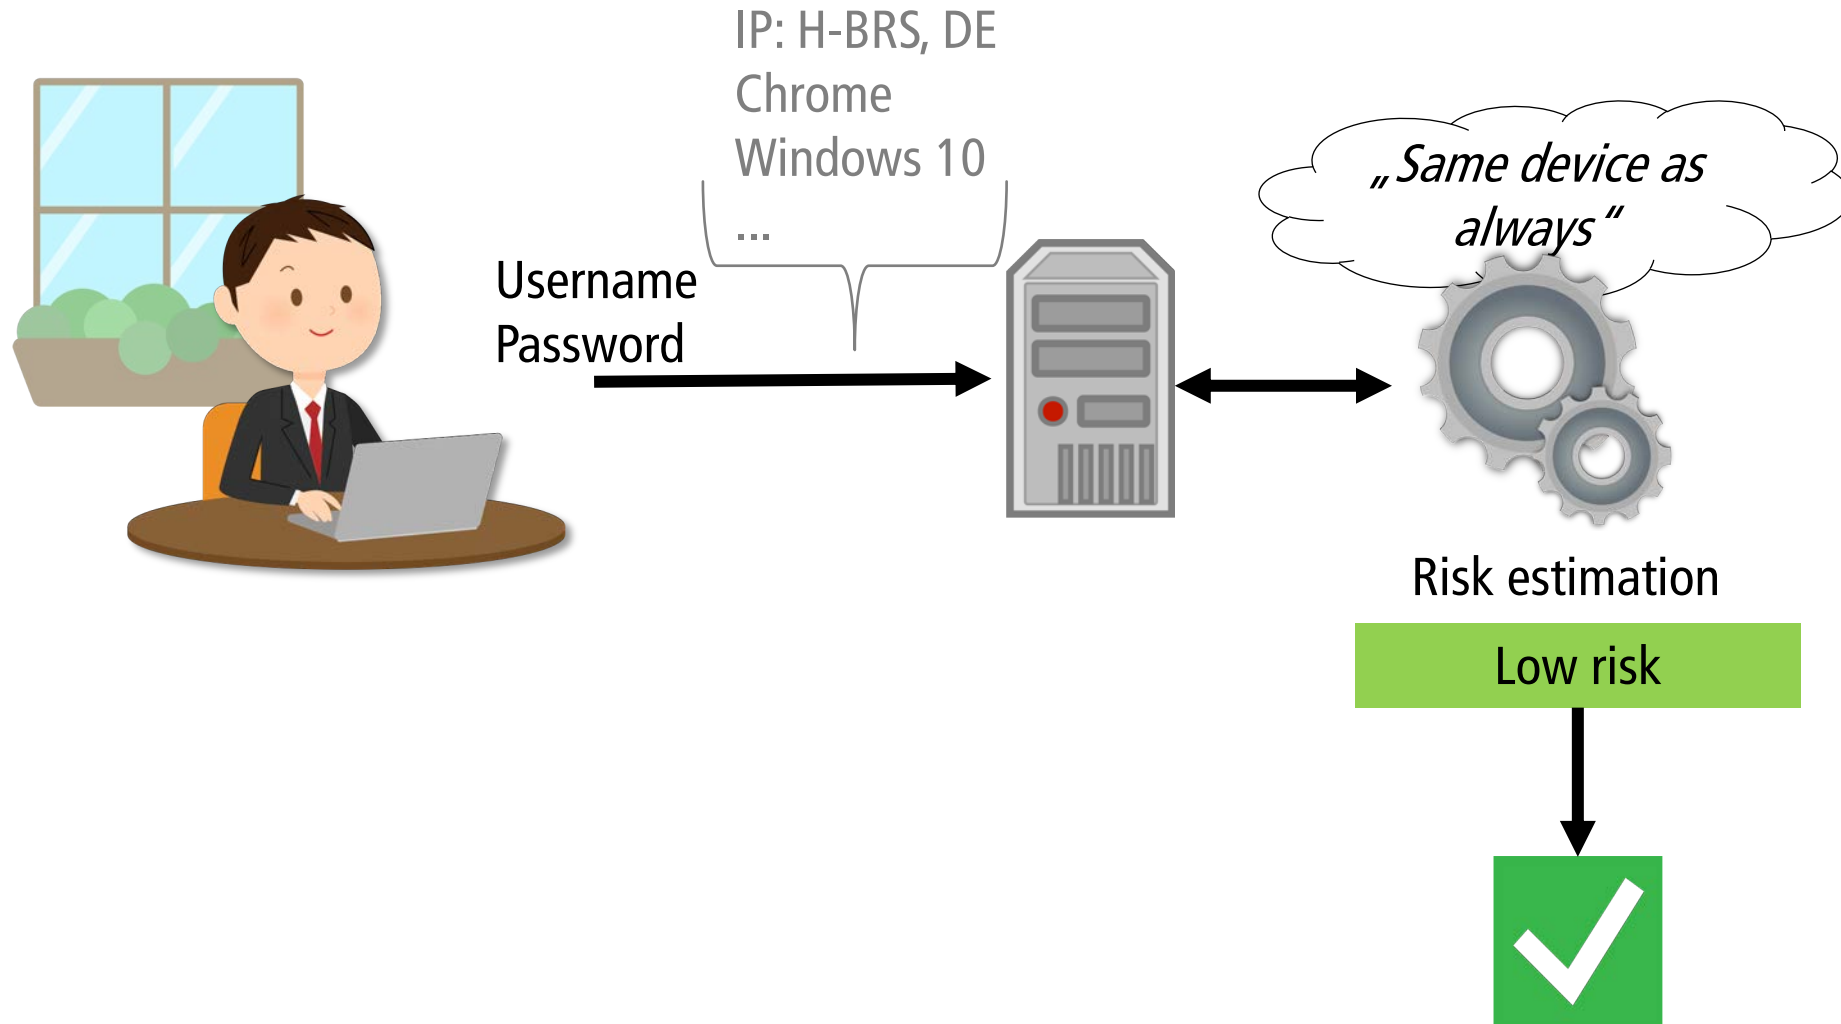 IP: H-BRS, DE
Chrome
Windows 10
...
Username
Password
„Same device as
always“
Risk estimation
Low risk